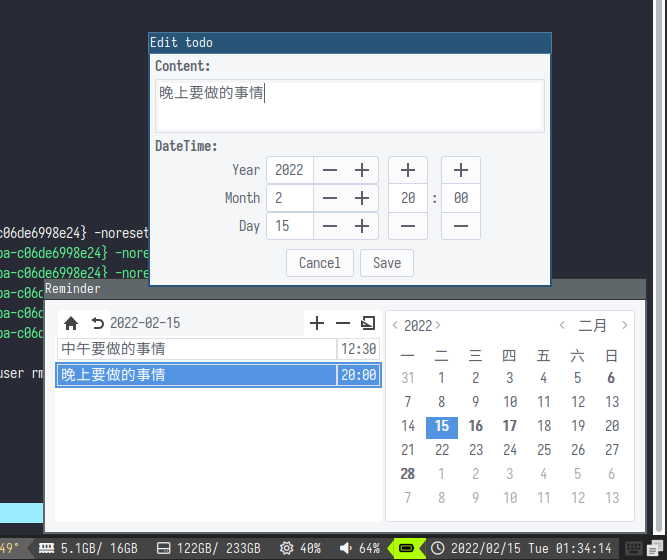 Edit todo
Content:
晚上要做的事情
DateTime:
Year 2022 — + + +
Month 2 — + 20 : 00
Day 15 — + — —
Cancel Save
c06de6998e24} -noreset
pa-c06de6998e24} -nore
pa-c06de6998e24} -nore
pa-c06d
pa-c06d
pa-c06d
user rm
Reminder
2022-02-15 + —
中午要做的事情 12:30
晚上要做的事情 20:00
< 2022 > < 二月 >
一 二 三 四 五 六 日
31 1 2 3 4 5 6
7 8 9 10 11 12 13
14 15 16 17 18 19 20
21 22 23 24 25 26 27
28 1 2 3 4 5 6
7 8 9 10 11 12 13
49° 5.1GB/ 16GB 122GB/ 233GB 40% 64% 2022/02/15 Tue 01:34:14